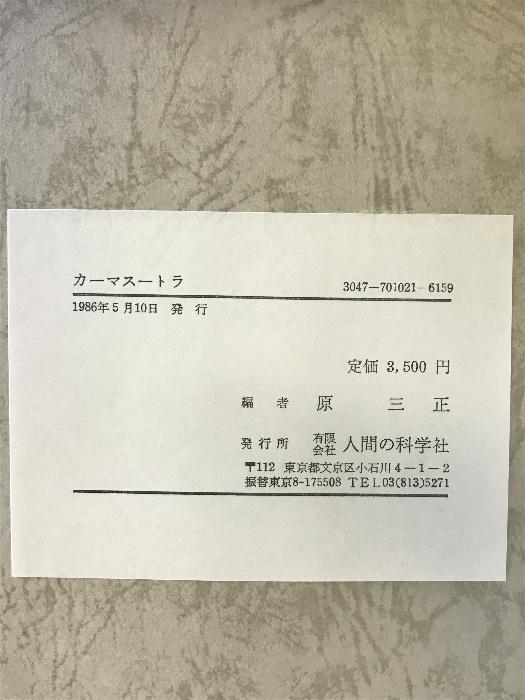 カーマスートラ 3047—701021—6159
1986年5月10日 発行
定価 3,500 円
編者 原 三 正
発行所 有限会社 人間の科学社
〒112 東京都文京区小石川4－1－2
振替東京8-175508 TEL03(813)5271